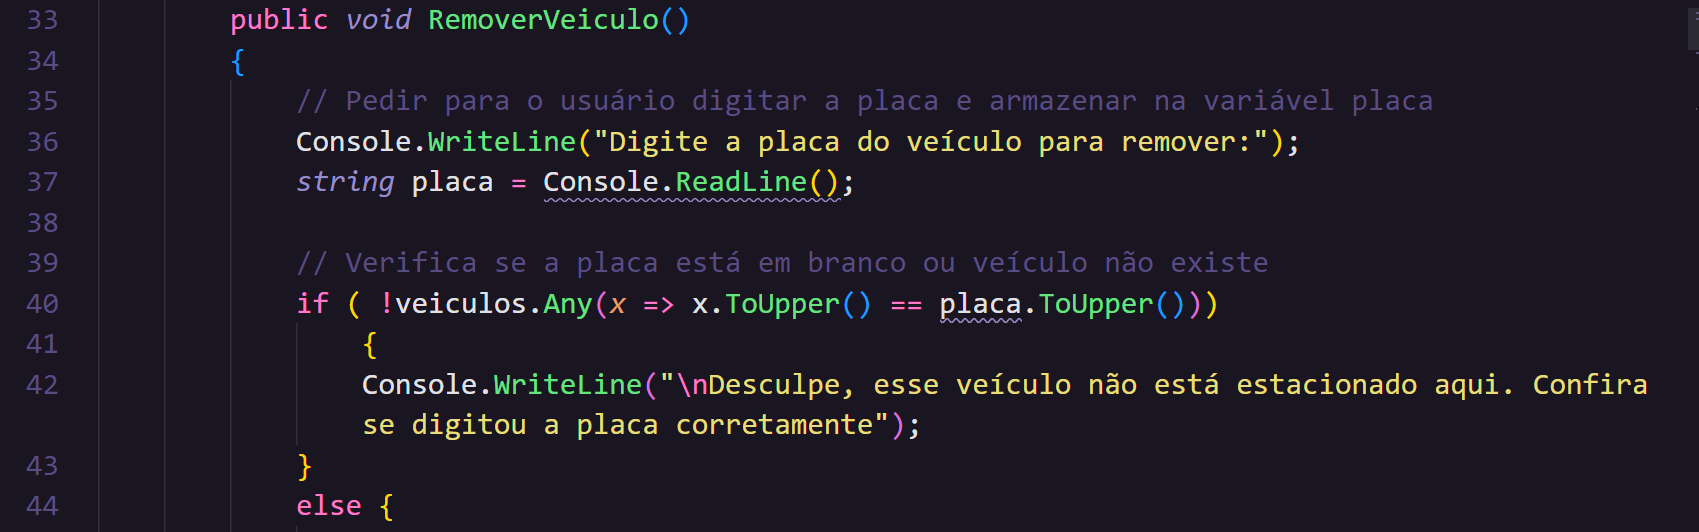 33 public void RemoverVeiculo()
34 {
35 // Pedir para o usuário digitar a placa e armazenar na variável placa
36 Console.WriteLine("Digite a placa do veículo para remover:");
37 string placa = Console.ReadLine();
38
39 // Verifica se a placa está em branco ou veículo não existe
40 if ( !veiculos.Any(x => x.ToUpper() == placa.ToUpper()))
41 {
42 Console.WriteLine("\nDesculpe, esse veículo não está estacionado aqui. Confira
se digitou a placa corretamente");
43 }
44 else {